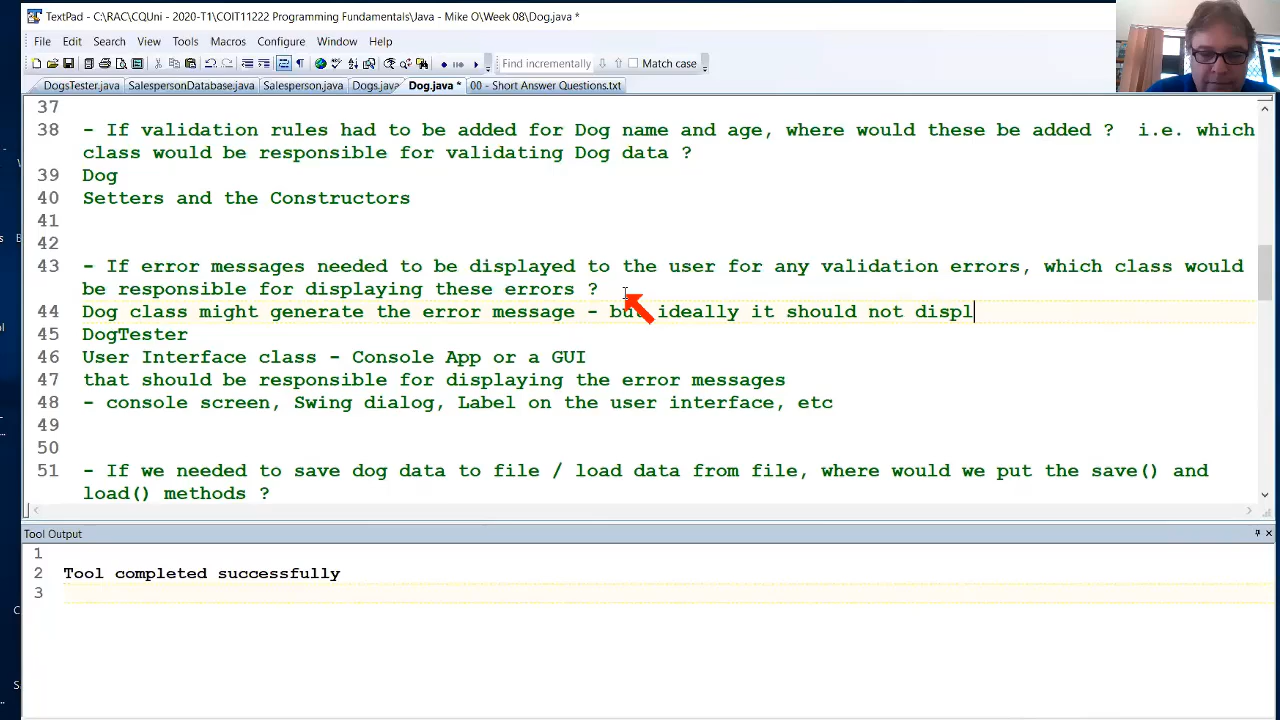 TextPad - C:\RAC\CQUni - 2020-T1\COIT11222 Programming Fundamentals\Java - Mike O\Week 08\Dog.java *
File Edit Search View Tools Macros Configure Window Help
Find incrementally Match case
DogsTester.java SalespersonDatabase.java Salesperson.java Dogs.java Dog.java * 00 - Short Answer Questions.txt
37
38 - If validation rules had to be added for Dog name and age, where would these be added ? i.e. which
class would be responsible for validating Dog data ?
39 Dog
40 Setters and the Constructors
41
42
43 - If error messages needed to be displayed to the user for any validation errors, which class would
be responsible for displaying these errors ?
44 Dog class might generate the error message - but ideally it should not displ
45 DogTester
46 User Interface class - Console App or a GUI
47 that should be responsible for displaying the error messages
48 - console screen, Swing dialog, Label on the user interface, etc
49
50
51 - If we needed to save dog data to file / load data from file, where would we put the save() and
load() methods ?
Tool Output
1
2 Tool completed successfully
3